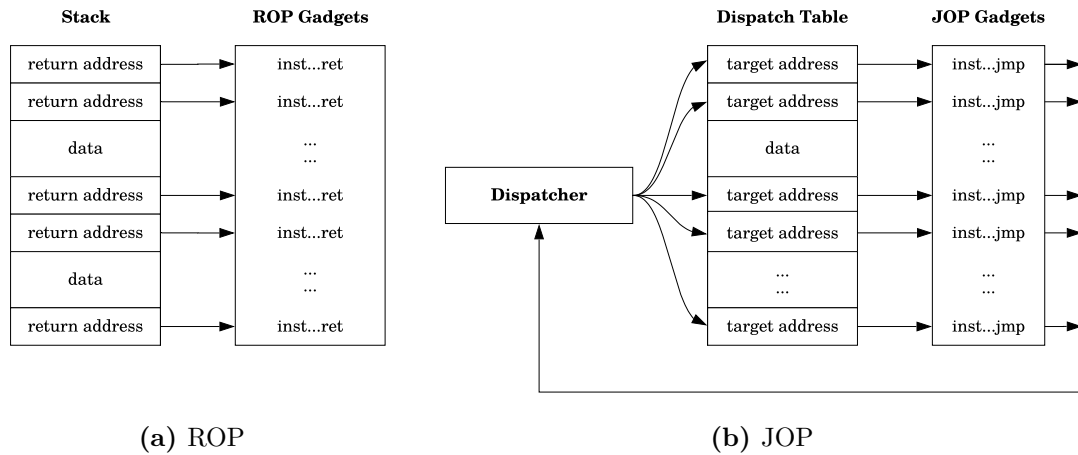 Stack
ROP Gadgets
return address
inst...ret
return address
inst...ret
data
...
...
return address
inst...ret
return address
inst...ret
data
...
...
return address
inst...ret
(a) ROP
Dispatch Table
JOP Gadgets
Dispatcher
target address
inst...jmp
target address
inst...jmp
data
...
...
target address
inst...jmp
target address
inst...jmp
...
...
...
...
target address
inst...jmp
(b) JOP